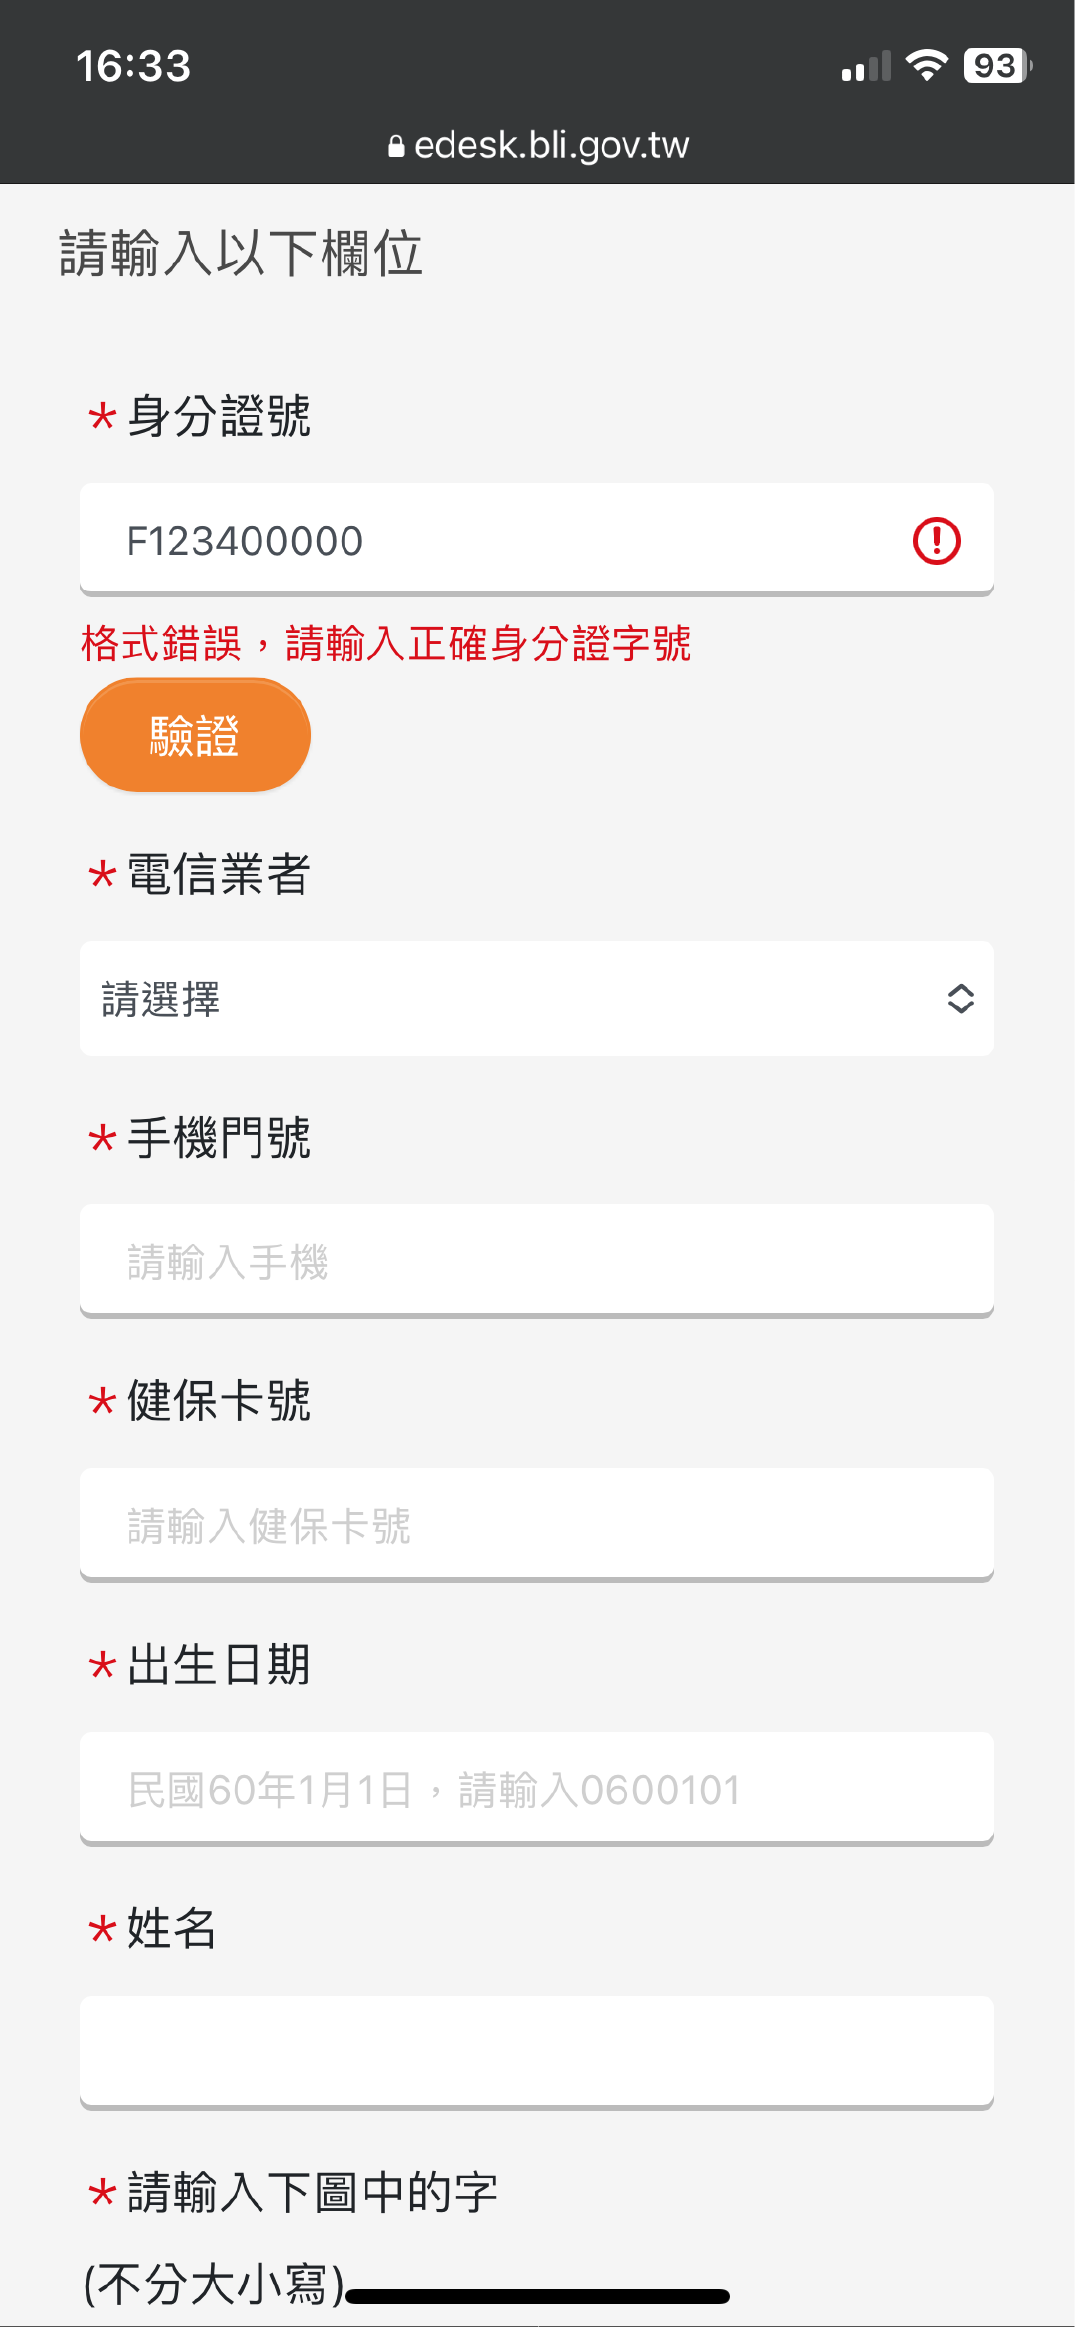 16:33
93
edesk.bli.gov.tw
請輸入以下欄位
*身分證號
F123400000
格式錯誤，請輸入正確身分證字號
驗證
*電信業者
請選擇
*手機門號
請輸入手機
*健保卡號
請輸入健保卡號
*出生日期
民國60年1月1日，請輸入0600101
*姓名
*請輸入下圖中的字
(不分大小寫)